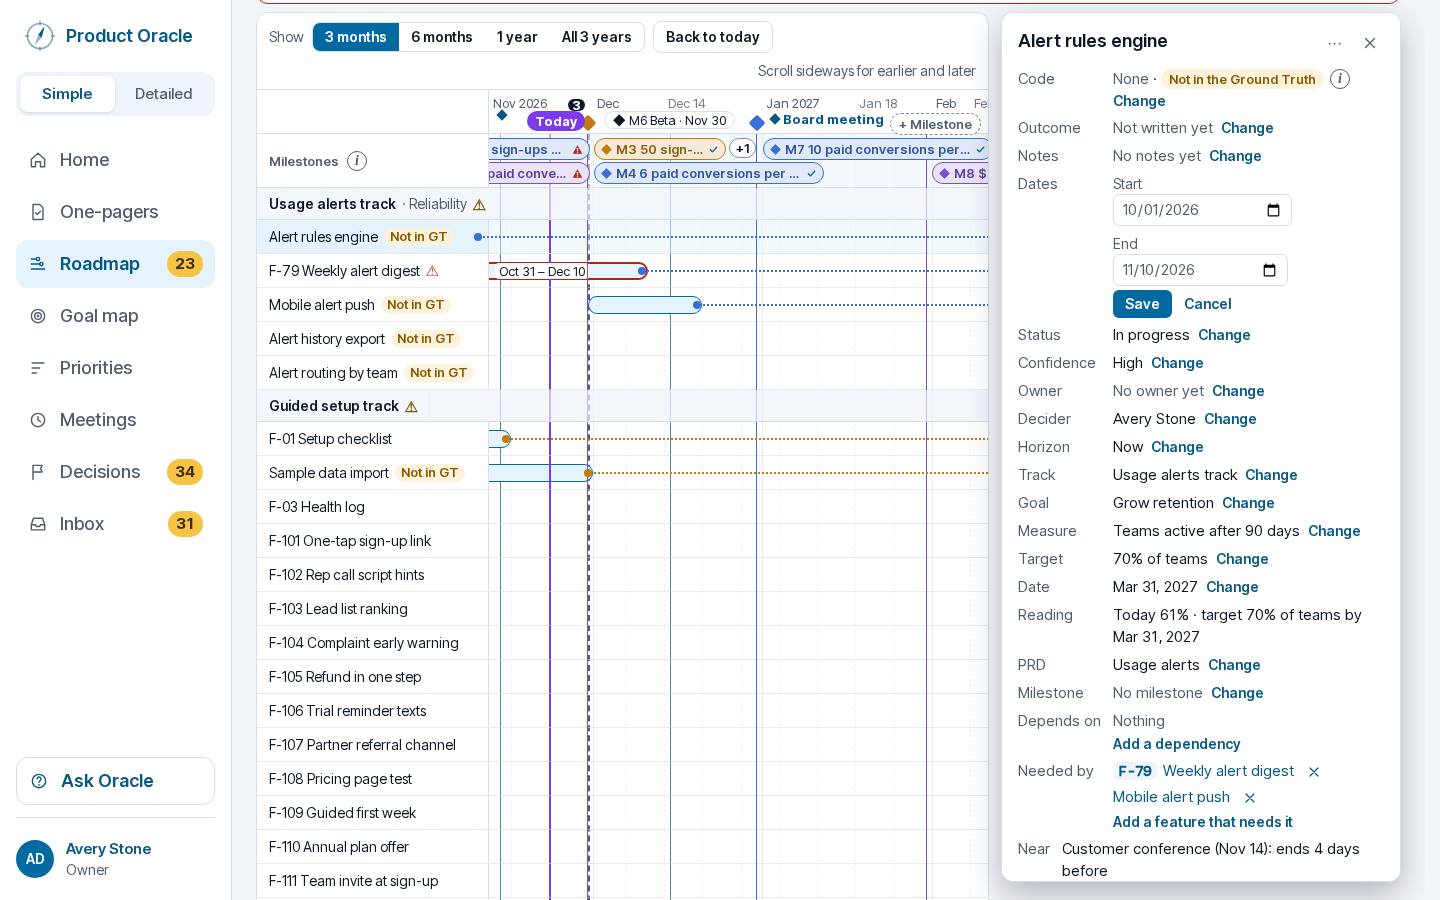 Product Oracle
Simple Detailed
Home
One-pagers
Roadmap 23
Goal map
Priorities
Meetings
Decisions 34
Inbox 31
Ask Oracle
AD Avery Stone
Owner
Show 3 months 6 months 1 year All 3 years Back to today
Scroll sideways for earlier and later
Nov 2026 3 Dec Dec 14 Jan 2027 Jan 18 Feb Fe
Today M6 Beta · Nov 30 Board meeting + Milestone
Milestones i
sign-ups ... M3 50 sign-... +1 M7 10 paid conversions per...
paid conve... M4 6 paid conversions per ... M8 $
Usage alerts track · Reliability
Alert rules engine Not in GT
F-79 Weekly alert digest Oct 31 – Dec 10
Mobile alert push Not in GT
Alert history export Not in GT
Alert routing by team Not in GT
Guided setup track
F-01 Setup checklist
Sample data import Not in GT
F-03 Health log
F-101 One-tap sign-up link
F-102 Rep call script hints
F-103 Lead list ranking
F-104 Complaint early warning
F-105 Refund in one step
F-106 Trial reminder texts
F-107 Partner referral channel
F-108 Pricing page test
F-109 Guided first week
F-110 Annual plan offer
F-111 Team invite at sign-up
Alert rules engine
Code None · Not in the Ground Truth i
Change
Outcome Not written yet Change
Notes No notes yet Change
Dates Start
10/01/2026
End
11/10/2026
Save Cancel
Status In progress Change
Confidence High Change
Owner No owner yet Change
Decider Avery Stone Change
Horizon Now Change
Track Usage alerts track Change
Goal Grow retention Change
Measure Teams active after 90 days Change
Target 70% of teams Change
Date Mar 31, 2027 Change
Reading Today 61% · target 70% of teams by
Mar 31, 2027
PRD Usage alerts Change
Milestone No milestone Change
Depends on Nothing
Add a dependency
Needed by F-79 Weekly alert digest
Mobile alert push
Add a feature that needs it
Near Customer conference (Nov 14): ends 4 days
before